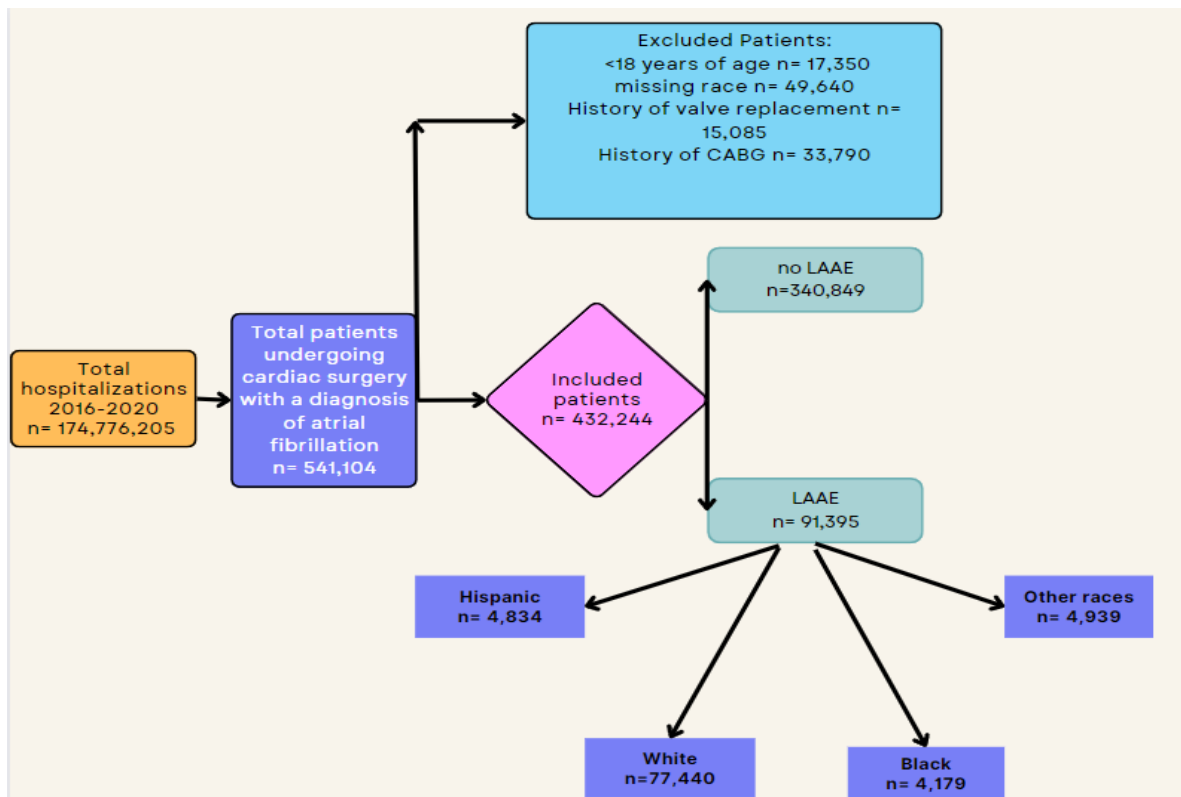 Excluded Patients:
<18 years of age n= 17,350
missing race n= 49,640
History of valve replacement n=
15,085
History of CABG n= 33,790
no LAAE
n=340,849
Total patients
undergoing
cardiac surgery
with a diagnosis
of atrial
fibrillation
n= 541,104
Total
hospitalizations
2016-2020
n= 174,776,205
Included
patients
n= 432,244
LAAE
n= 91,395
Hispanic
n= 4,834
Other races
n= 4,939
White
n=77,440
Black
n= 4,179